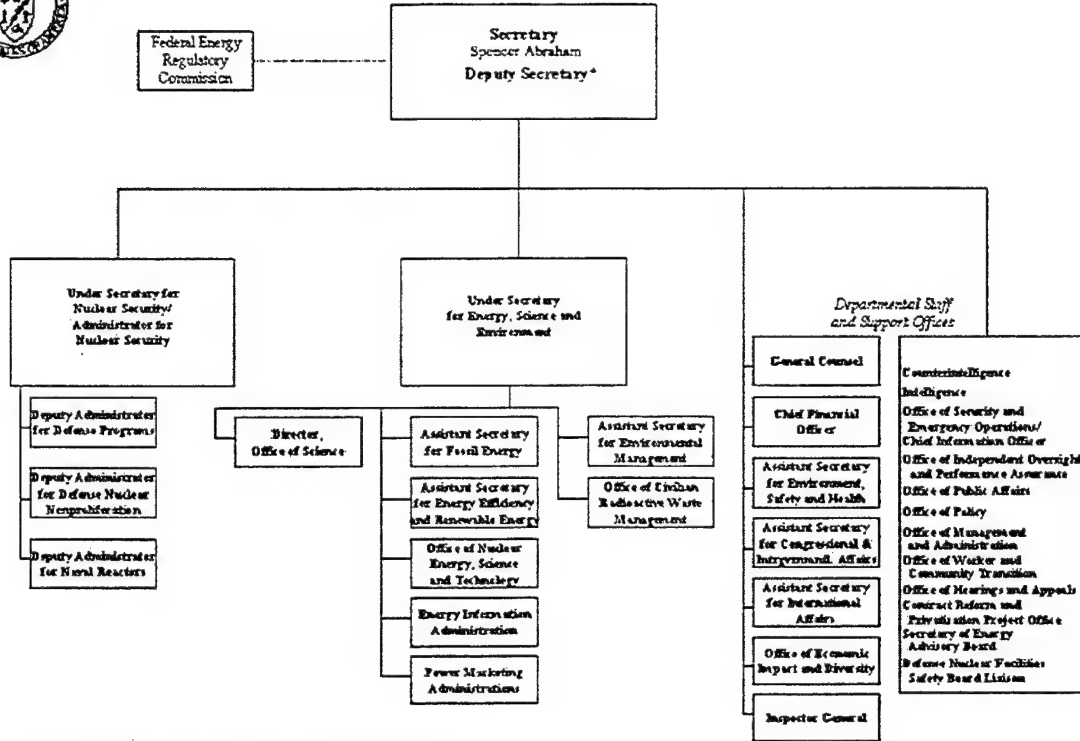 Federal Energy
Regulatory
Commission
Secretary
Spencer Abraham
Deputy Secretary*
Under Secretary for
Nuclear Security/
Administrator for
Nuclear Security
Under Secretary
for Energy, Science and
Environment
Departmental Staff
and Support Offices
Deputy Administrator
for Defense Programs
Deputy Administrator
for Defense Nuclear
Nonproliferation
Deputy Administrator
for Naval Reactors
Director,
Office of Science
Assistant Secretary
for Fossil Energy
Assistant Secretary
for Energy Efficiency
and Renewable Energy
Office of Nuclear
Energy, Science
and Technology
Energy Information
Administration
Power Marketing
Administrations
Assistant Secretary
for Environmental
Management
Office of Civilian
Radioactive Waste
Management
General Counsel
Chief Financial
Officer
Assistant Secretary
for Environment,
Safety and Health
Assistant Secretary
for Congressional &
Intergvmntl. Affairs
Assistant Secretary
for International
Affairs
Office of Economic
Impact and Diversity
Inspector General
Counterintelligence
Intelligence
Office of Security and
Emergency Operations/
Chief Information Officer
Office of Independent Oversight
and Performance Assurance
Office of Public Affairs
Office of Policy
Office of Management
and Administration
Office of Worker and
Community Transition
Office of Hearings and Appeals
Contract Reform and
Privatization Project Office
Secretary of Energy
Advisory Board
Defense Nuclear Facilities
Safety Board Liaison